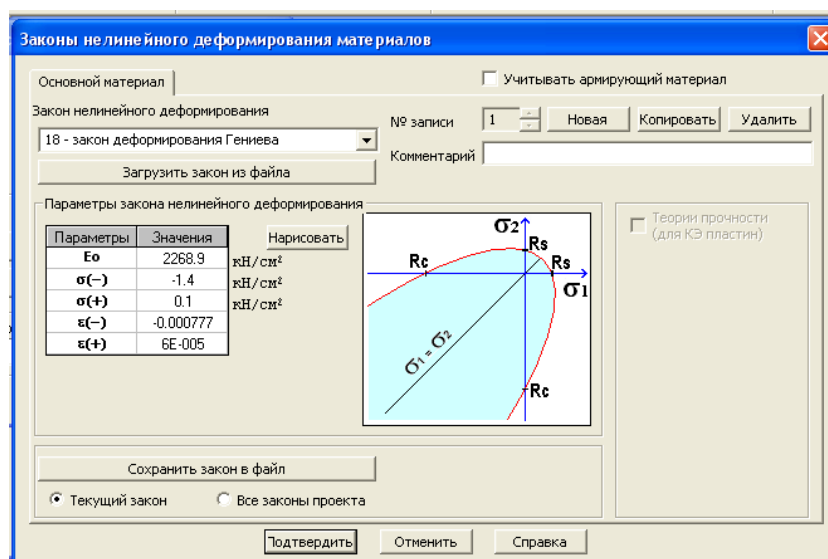 Законы нелинейного деформирования материалов
Основной материал
Учитывать армирующий материал
Закон нелинейного деформирования
18 - закон деформирования Гениева
Загрузить закон из файла
№ записи 1 Новая Копировать Удалить
Комментарий
Параметры закона нелинейного деформирования
Параметры Значения
Eo 2268.9 кН/см²
σ(−) -1.4 кН/см²
σ(+) 0.1 кН/см²
ε(−) -0.000777
ε(+) 6E-005
Нарисовать
σ2
Rs
Rc
Rs
σ1
σ1 = σ2
Rc
Теории прочности
(для КЭ пластин)
Сохранить закон в файл
Текущий закон Все законы проекта
Подтвердить Отменить Справка